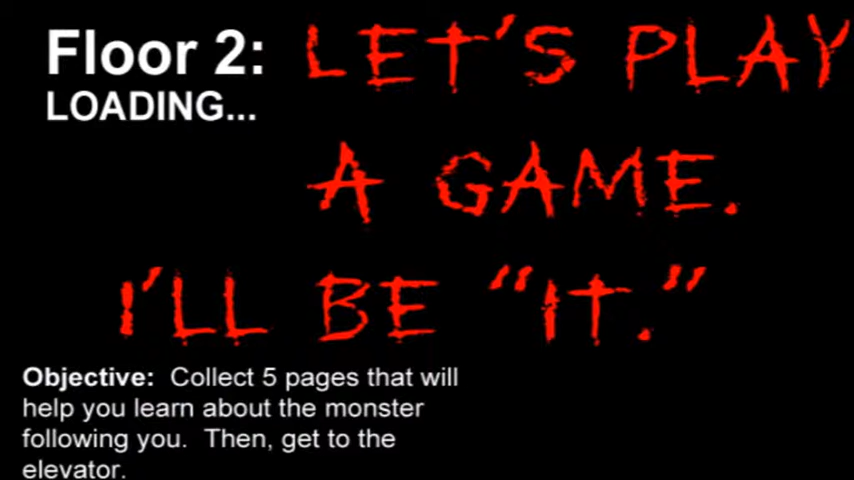 Floor 2:
LOADING...
LET'S PLAY
A GAME.
I'LL BE "IT."
Objective: Collect 5 pages that will
help you learn about the monster
following you. Then, get to the
elevator.